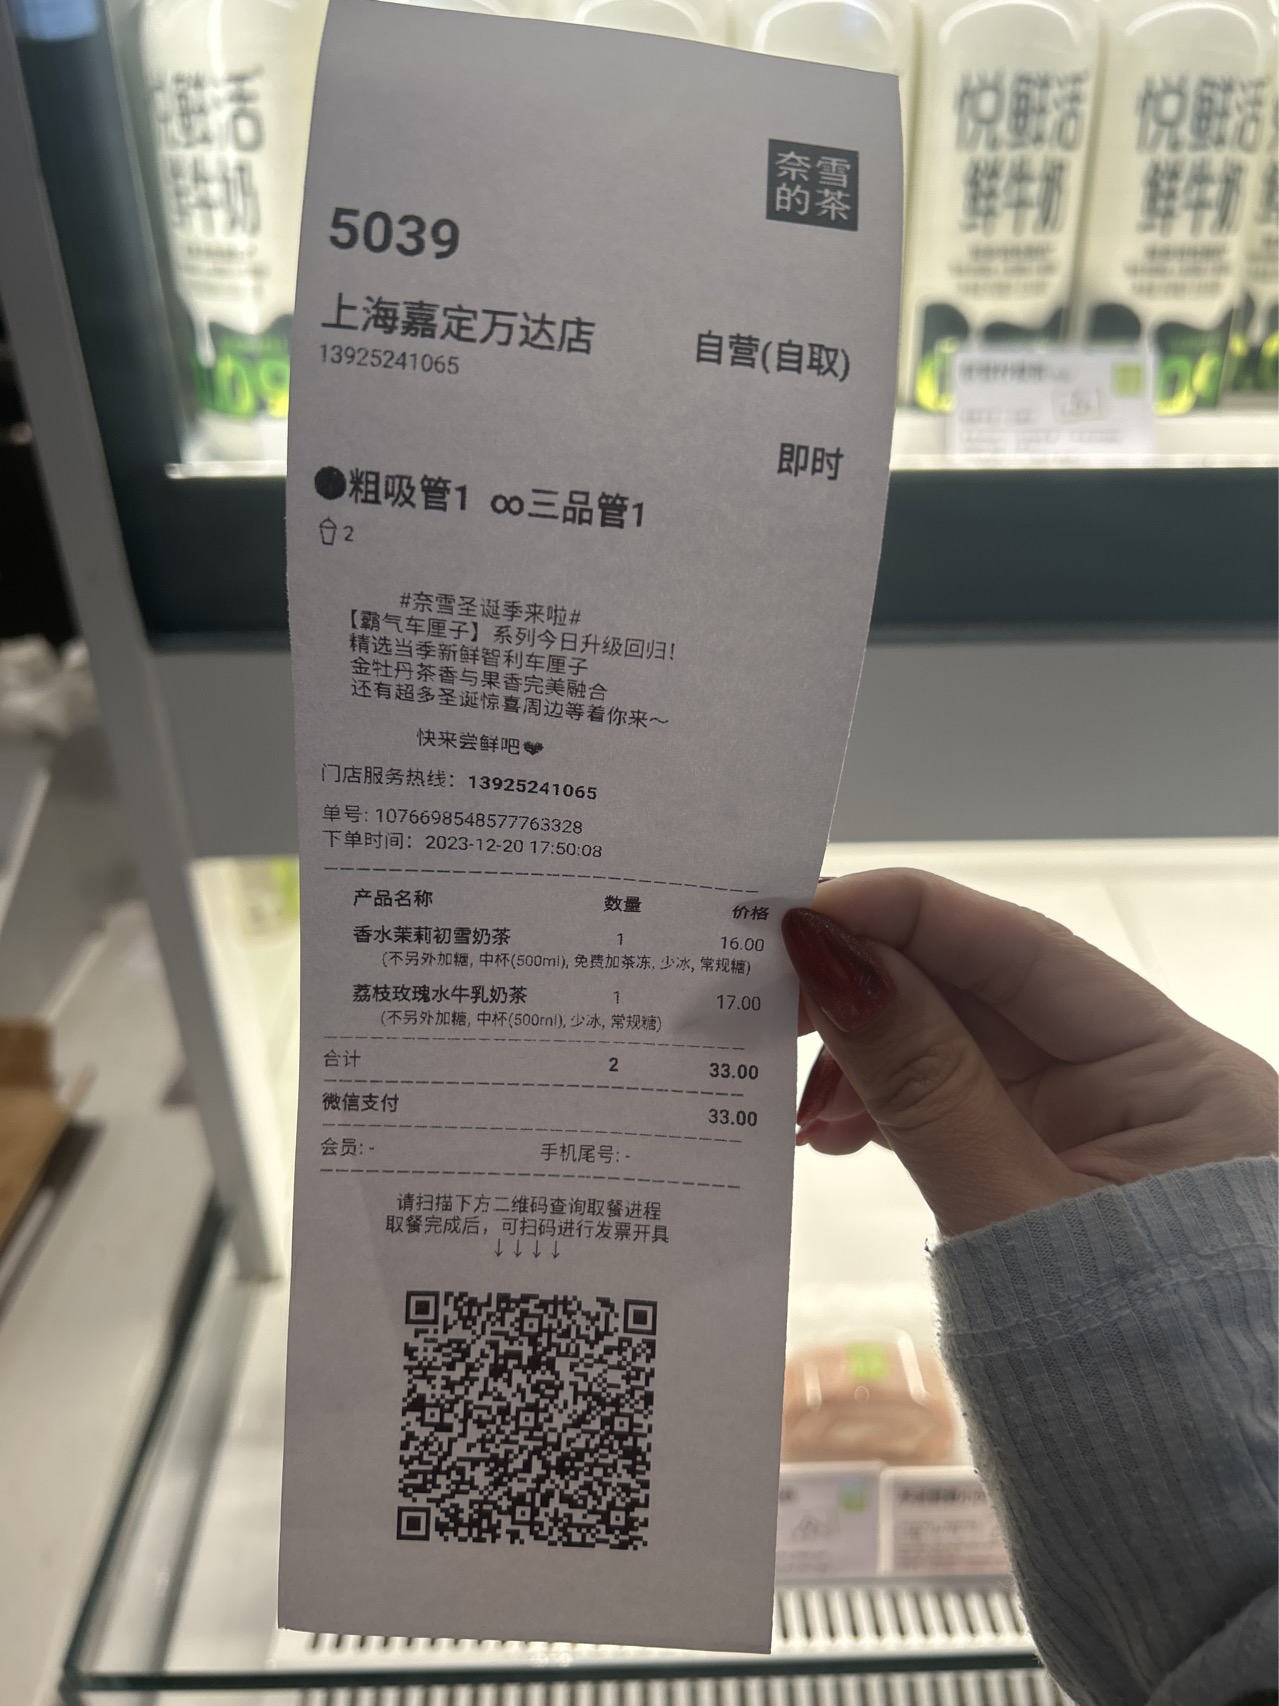 奈雪
的茶
5039
上海嘉定万达店
自营(自取)
13925241065
即时
●粗吸管1 ∞三品管1
2
#奈雪圣诞季来啦#
【霸气车厘子】系列今日升级回归！
精选当季新鲜智利车厘子
金牡丹茶香与果香完美融合
还有超多圣诞惊喜周边等着你来～
快来尝鲜吧❤
门店服务热线：13925241065
单号: 1076698548577763328
下单时间：2023-12-20 17:50:08
产品名称 数量 价格
香水茉莉初雪奶茶 1 16.00
(不另外加糖, 中杯(500ml), 免费加茶冻, 少冰, 常规糖)
荔枝玫瑰水牛乳奶茶 1 17.00
(不另外加糖, 中杯(500ml), 少冰, 常规糖)
合计 2 33.00
微信支付 33.00
会员: - 手机尾号: -
请扫描下方二维码查询取餐进程
取餐完成后，可扫码进行发票开具
↓↓↓↓
悦鲜活
鲜牛奶
悦鲜活
鲜牛奶
鲜活
鲜牛奶